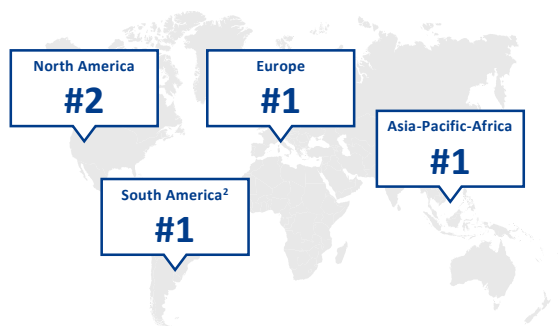 North America
#2
Europe
#1
Asia-Pacific-Africa
#1
South America²
#1